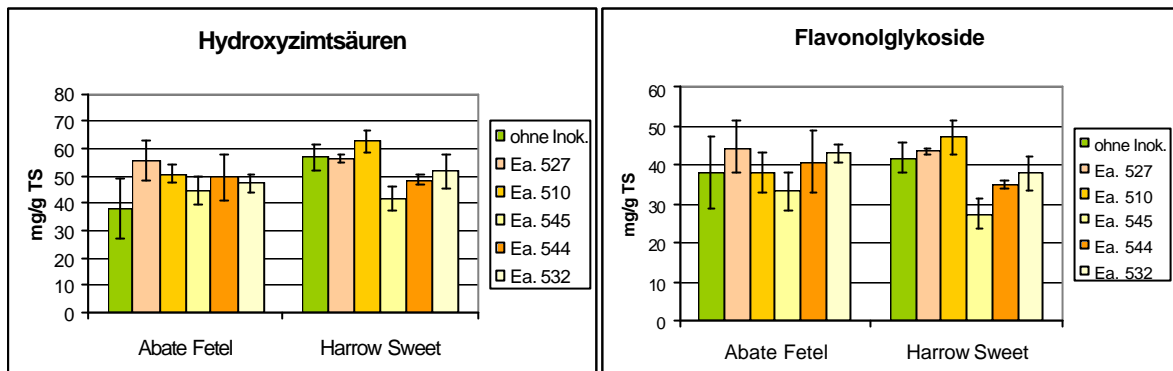 Hydroxyzimtsäuren
mg/g TS
80
70
60
50
40
30
20
10
0
Abate Fetel
Harrow Sweet
ohne Inok.
Ea. 527
Ea. 510
Ea. 545
Ea. 544
Ea. 532
Flavonolglykoside
mg/g TS
60
50
40
30
20
10
0
Abate Fetel
Harrow Sweet
ohne Inok.
Ea. 527
Ea. 510
Ea. 545
Ea. 544
Ea. 532